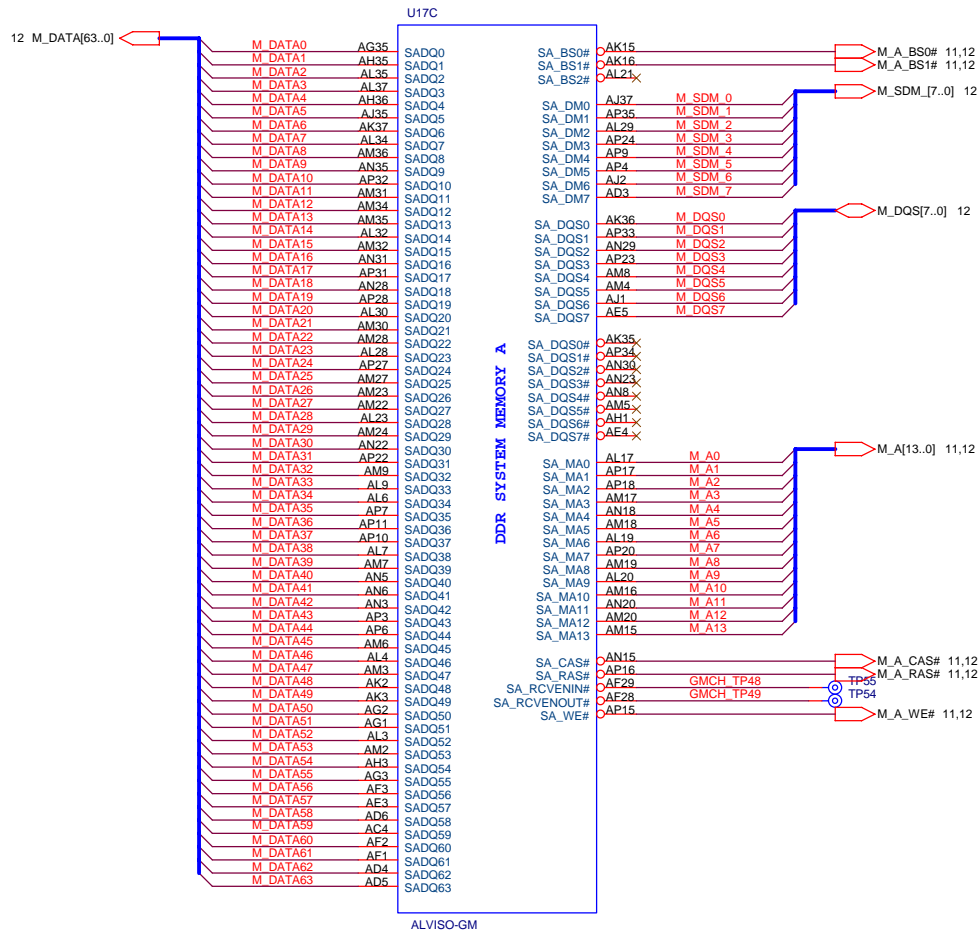 U17C
12 M_DATA[63..0]
M_DATA0 AG35 SADQ0
M_DATA1 AH35 SADQ1
M_DATA2 AL35 SADQ2
M_DATA3 AL37 SADQ3
M_DATA4 AH36 SADQ4
M_DATA5 AJ35 SADQ5
M_DATA6 AK37 SADQ6
M_DATA7 AL34 SADQ7
M_DATA8 AM36 SADQ8
M_DATA9 AN35 SADQ9
M_DATA10 AP32 SADQ10
M_DATA11 AM31 SADQ11
M_DATA12 AM34 SADQ12
M_DATA13 AM35 SADQ13
M_DATA14 AL32 SADQ14
M_DATA15 AM32 SADQ15
M_DATA16 AN31 SADQ16
M_DATA17 AP31 SADQ17
M_DATA18 AN28 SADQ18
M_DATA19 AP28 SADQ19
M_DATA20 AL30 SADQ20
M_DATA21 AM30 SADQ21
M_DATA22 AM28 SADQ22
M_DATA23 AL28 SADQ23
M_DATA24 AP27 SADQ24
M_DATA25 AM27 SADQ25
M_DATA26 AM23 SADQ26
M_DATA27 AM22 SADQ27
M_DATA28 AL23 SADQ28
M_DATA29 AM24 SADQ29
M_DATA30 AN22 SADQ30
M_DATA31 AP22 SADQ31
M_DATA32 AM9 SADQ32
M_DATA33 AL9 SADQ33
M_DATA34 AL6 SADQ34
M_DATA35 AP7 SADQ35
M_DATA36 AP11 SADQ36
M_DATA37 AP10 SADQ37
M_DATA38 AL7 SADQ38
M_DATA39 AM7 SADQ39
M_DATA40 AN5 SADQ40
M_DATA41 AN6 SADQ41
M_DATA42 AN3 SADQ42
M_DATA43 AP3 SADQ43
M_DATA44 AP6 SADQ44
M_DATA45 AM6 SADQ45
M_DATA46 AL4 SADQ46
M_DATA47 AM3 SADQ47
M_DATA48 AK2 SADQ48
M_DATA49 AK3 SADQ49
M_DATA50 AG2 SADQ50
M_DATA51 AG1 SADQ51
M_DATA52 AL3 SADQ52
M_DATA53 AM2 SADQ53
M_DATA54 AH3 SADQ54
M_DATA55 AG3 SADQ55
M_DATA56 AF3 SADQ56
M_DATA57 AE3 SADQ57
M_DATA58 AD6 SADQ58
M_DATA59 AC4 SADQ59
M_DATA60 AF2 SADQ60
M_DATA61 AF1 SADQ61
M_DATA62 AD4 SADQ62
M_DATA63 AD5 SADQ63
DDR SYSTEM MEMORY A
SA_BS0# AK15 M_A_BS0# 11,12
SA_BS1# AK16 M_A_BS1# 11,12
SA_BS2# AL21
M_SDM_[7..0] 12
SA_DM0 AJ37 M_SDM_0
SA_DM1 AP35 M_SDM_1
SA_DM2 AL29 M_SDM_2
SA_DM3 AP24 M_SDM_3
SA_DM4 AP9 M_SDM_4
SA_DM5 AP4 M_SDM_5
SA_DM6 AJ2 M_SDM_6
SA_DM7 AD3 M_SDM_7
M_DQS[7..0] 12
SA_DQS0 AK36 M_DQS0
SA_DQS1 AP33 M_DQS1
SA_DQS2 AN29 M_DQS2
SA_DQS3 AP23 M_DQS3
SA_DQS4 AM8 M_DQS4
SA_DQS5 AM4 M_DQS5
SA_DQS6 AJ1 M_DQS6
SA_DQS7 AE5 M_DQS7
SA_DQS0# AK35
SA_DQS1# AP34
SA_DQS2# AN30
SA_DQS3# AN23
SA_DQS4# AN8
SA_DQS5# AM5
SA_DQS6# AH1
SA_DQS7# AE4
M_A[13..0] 11,12
SA_MA0 AL17 M_A0
SA_MA1 AP17 M_A1
SA_MA2 AP18 M_A2
SA_MA3 AM17 M_A3
SA_MA4 AN18 M_A4
SA_MA5 AM18 M_A5
SA_MA6 AL19 M_A6
SA_MA7 AP20 M_A7
SA_MA8 AM19 M_A8
SA_MA9 AL20 M_A9
SA_MA10 AM16 M_A10
SA_MA11 AN20 M_A11
SA_MA12 AM20 M_A12
SA_MA13 AM15 M_A13
SA_CAS# AN15 M_A_CAS# 11,12
SA_RAS# AP16 M_A_RAS# 11,12
SA_RCVENIN# AF29 GMCH_TP48 TP55
SA_RCVENOUT# AF28 GMCH_TP49 TP54
SA_WE# AP15 M_A_WE# 11,12
ALVISO-GM